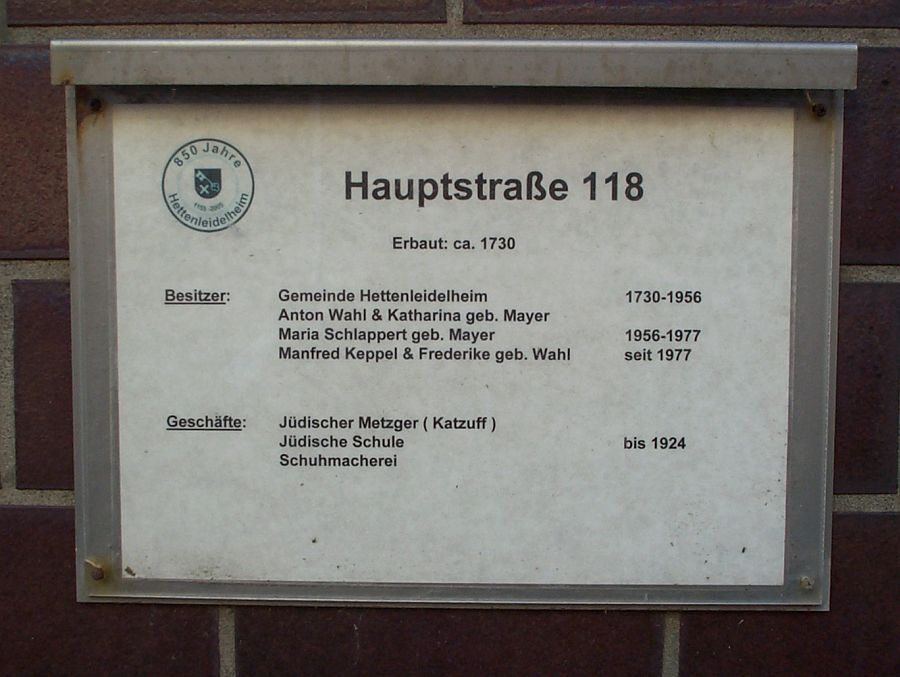 850 Jahre
Hettenleidelheim
Hauptstraße 118
Erbaut: ca. 1730
Besitzer: Gemeinde Hettenleidelheim 1730-1956
Anton Wahl & Katharina geb. Mayer
Maria Schlappert geb. Mayer 1956-1977
Manfred Keppel & Frederike geb. Wahl seit 1977
Geschäfte: Jüdischer Metzger ( Katzuff )
Jüdische Schule bis 1924
Schuhmacherei